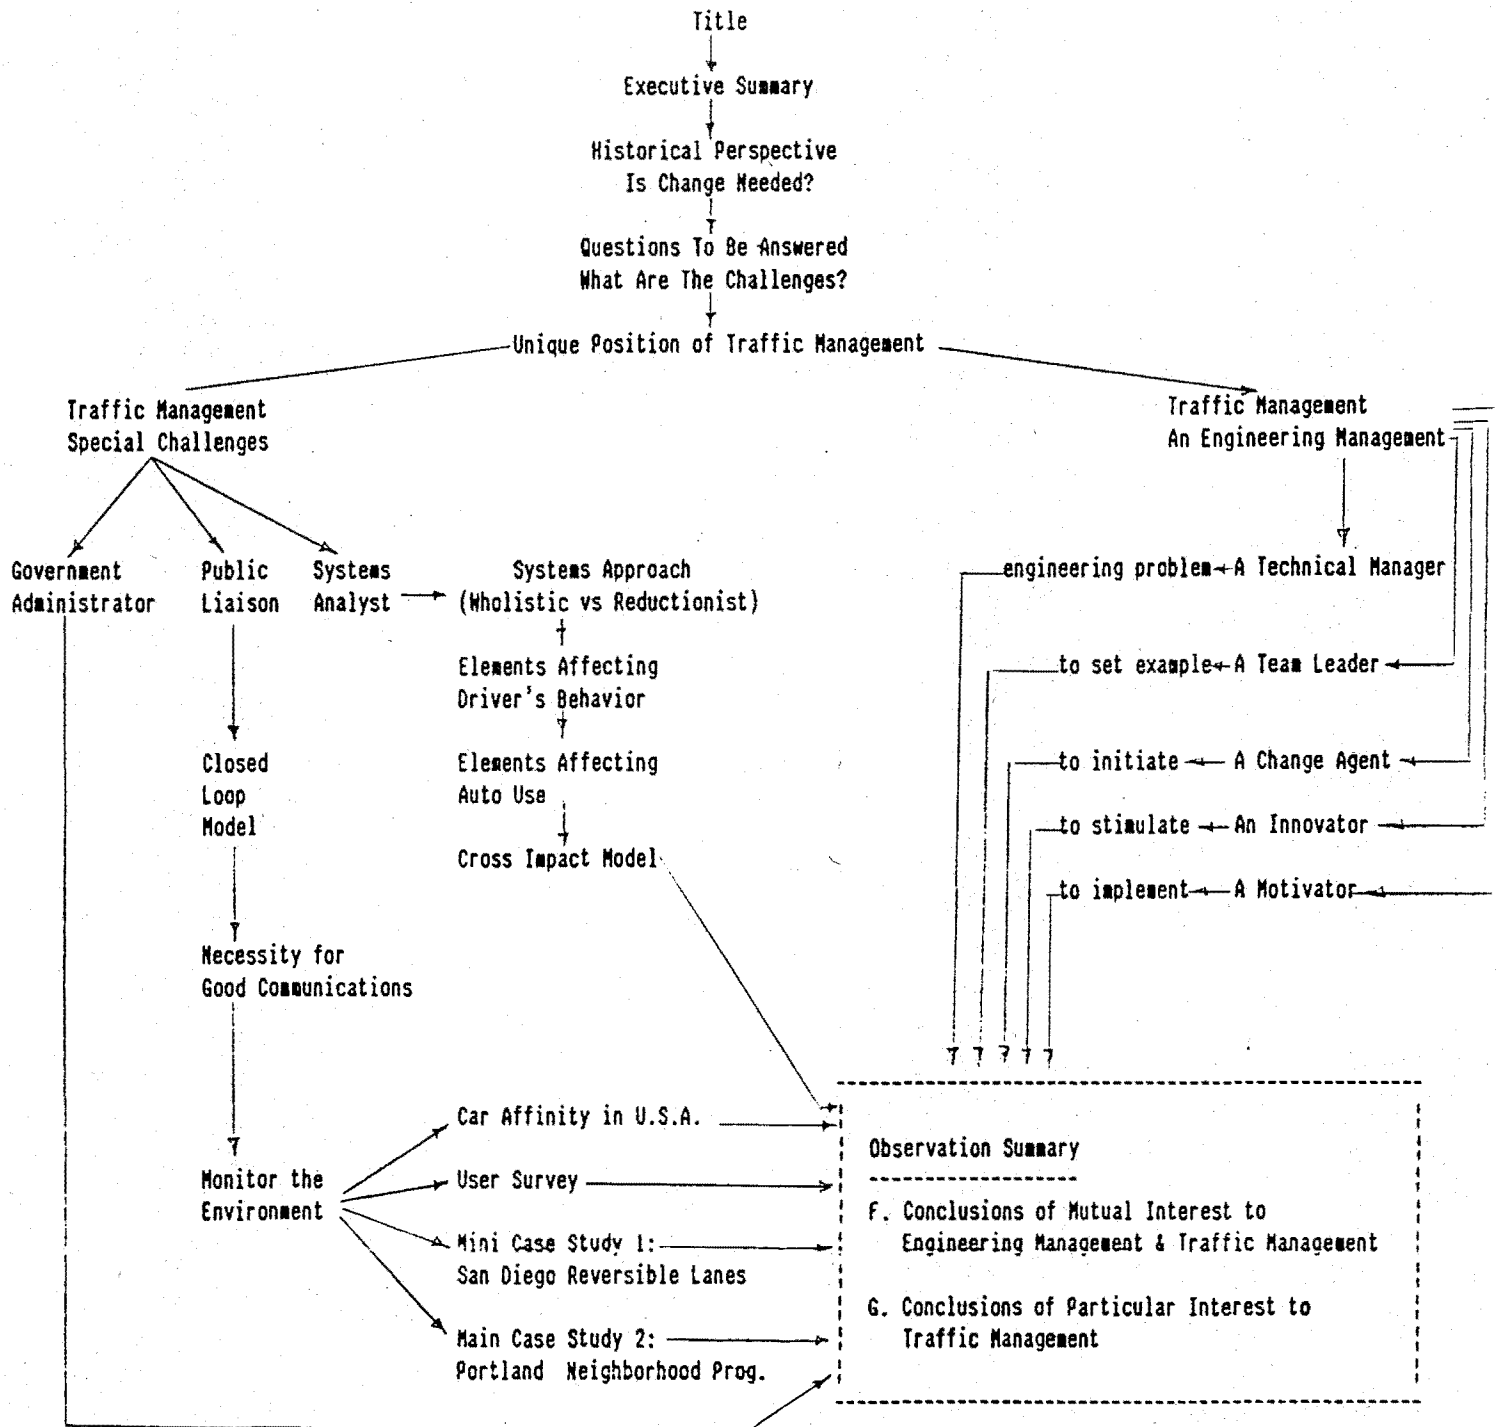 Title
Executive Summary
Historical Perspective
Is Change Needed?
Questions To Be Answered
What Are The Challenges?
Unique Position of Traffic Management
Traffic Management
Special Challenges
Traffic Management
An Engineering Management
Government
Administrator
Public
Liaison
Systems
Analyst
Systems Approach
(Wholistic vs Reductionist)
Elements Affecting
Driver's Behavior
Elements Affecting
Auto Use
Cross Impact Model
Closed
Loop
Model
Necessity for
Good Communications
Monitor the
Environment
Car Affinity in U.S.A.
User Survey
Mini Case Study 1:
San Diego Reversible Lanes
Main Case Study 2:
Portland Neighborhood Prog.
engineering problem A Technical Manager
to set example A Team Leader
to initiate A Change Agent
to stimulate An Innovator
to implement A Motivator
Observation Summary
F. Conclusions of Mutual Interest to
Engineering Management & Traffic Management
G. Conclusions of Particular Interest to
Traffic Management